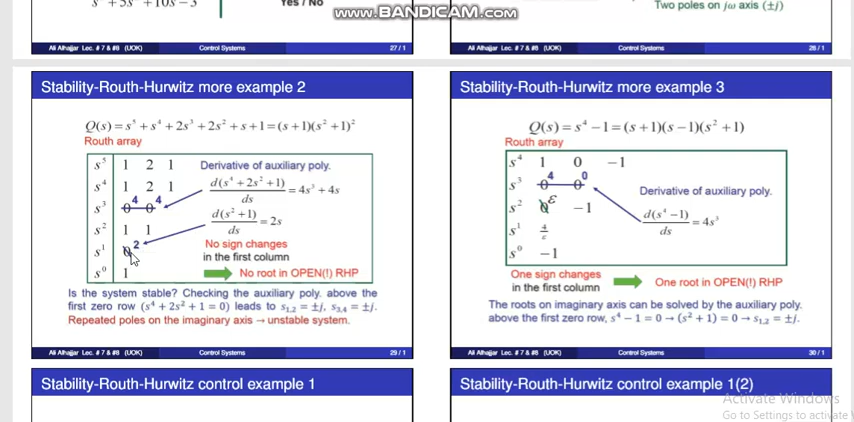 www.BANDICAM.com
Yes / No
Two poles on jω axis (±j)
Ali Alhajjar Lec. # 7 & #8 (UOK) Control Systems 27 / 1
Ali Alhajjar Lec. # 7 & #8 (UOK) Control Systems 28 / 1
Stability-Routh-Hurwitz more example 2
Q(s) = s⁵ + s⁴ + 2s³ + 2s² + s + 1 = (s + 1)(s² + 1)²
Routh array
s⁵ 1 2 1 Derivative of auxiliary poly.
s⁴ 1 2 1 d(s⁴ + 2s² + 1)/ds = 4s³ + 4s
s³ 0 4 0 4
s² 1 1 d(s² + 1)/ds = 2s
s¹ 0 2
s⁰ 1
No sign changes
in the first column
No root in OPEN(!) RHP
Is the system stable? Checking the auxiliary poly. above the
first zero row (s⁴ + 2s² + 1 = 0) leads to s₁,₂ = ±j, s₃,₄ = ±j.
Repeated poles on the imaginary axis → unstable system.
Ali Alhajjar Lec. # 7 & #8 (UOK) Control Systems 29 / 1
Stability-Routh-Hurwitz more example 3
Q(s) = s⁴ − 1 = (s + 1)(s − 1)(s² + 1)
Routh array
s⁴ 1 0 −1
s³ 0 4 0 0
Derivative of auxiliary poly.
s² 0 ε −1
d(s⁴ − 1)/ds = 4s³
s¹ 4/ε
s⁰ −1
One sign changes
in the first column
One root in OPEN(!) RHP
The roots on imaginary axis can be solved by the auxiliary poly.
above the first zero row, s⁴ − 1 = 0 → (s² + 1) = 0 → s₁,₂ = ±j.
Ali Alhajjar Lec. # 7 & #8 (UOK) Control Systems 30 / 1
Stability-Routh-Hurwitz control example 1
Stability-Routh-Hurwitz control example 1(2)
Activate Windows
Go to Settings to activate